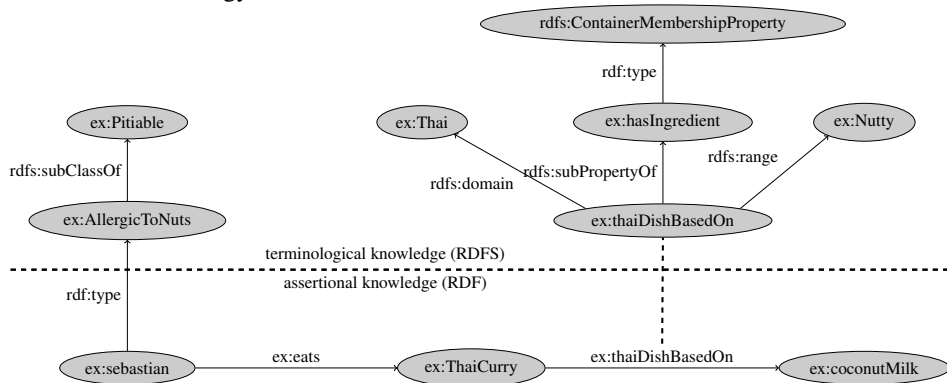 rdfs:ContainerMembershipProperty
rdf:type
ex:Pitiable
ex:Thai
ex:hasIngredient
ex:Nutty
rdfs:subClassOf
rdfs:domain
rdfs:subPropertyOf
rdfs:range
ex:AllergicToNuts
ex:thaiDishBasedOn
terminological knowledge (RDFS)
assertional knowledge (RDF)
rdf:type
ex:sebastian
ex:eats
ex:ThaiCurry
ex:thaiDishBasedOn
ex:coconutMilk